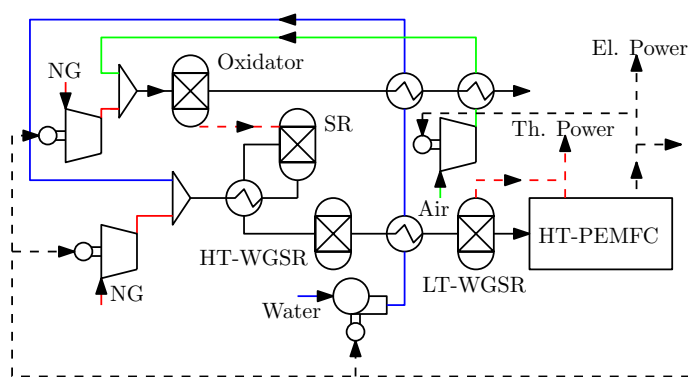 El. Power
NG
Oxidator
SR
Th. Power
Air
HT-WGSR
HT-PEMFC
NG
Water
LT-WGSR